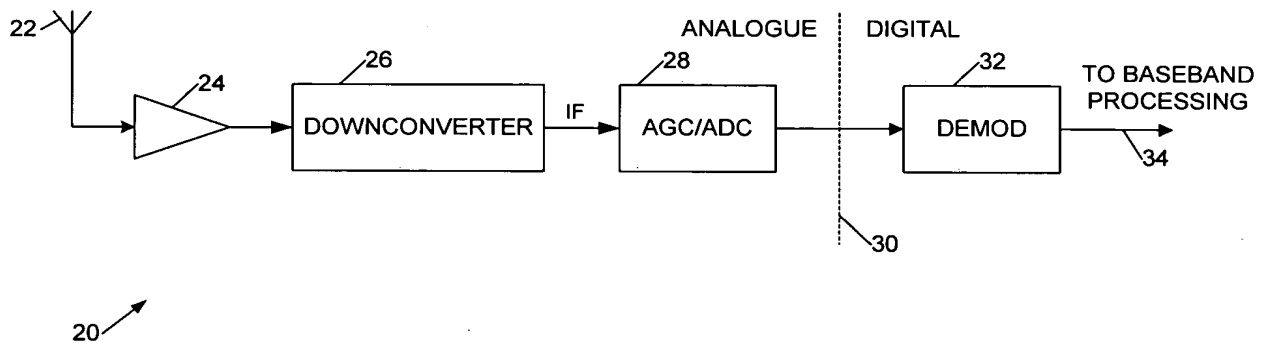 22
24
26
DOWNCONVERTER
IF
ANALOGUE
28
AGC/ADC
DIGITAL
30
32
DEMOD
TO BASEBAND
PROCESSING
34
20